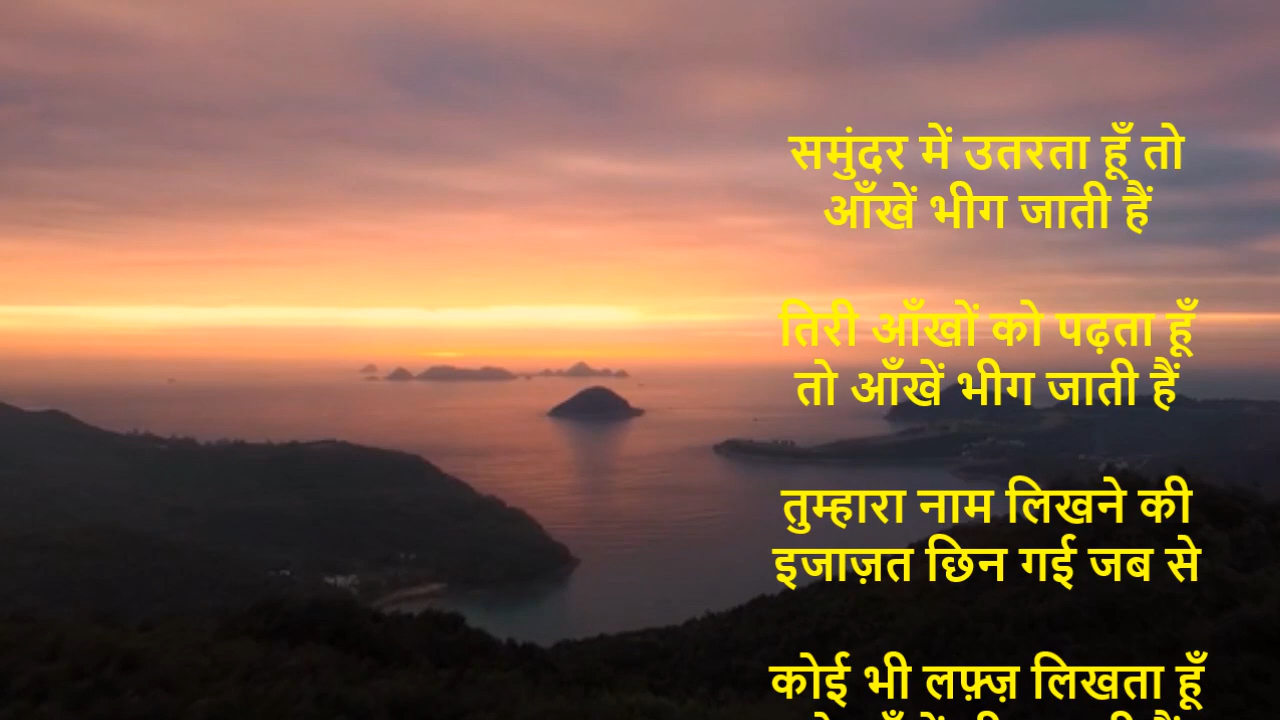 समुंदर में उतरता हूँ तो
आँखें भीग जाती हैं
तिरी आँखों को पढ़ता हूँ
तो आँखें भीग जाती हैं
तुम्हारा नाम लिखने की
इजाज़त छिन गई जब से
कोई भी लफ़्ज़ लिखता हूँ